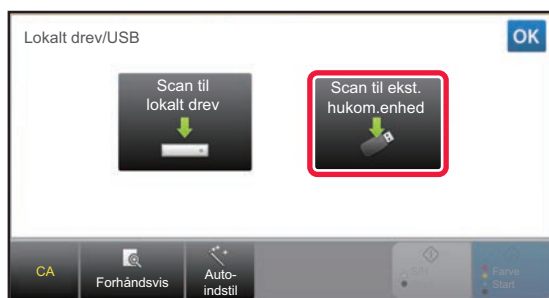 Lokalt drev/USB
OK
Scan til
lokalt drev
Scan til ekst.
hukom.enhed
CA
Forhåndsvis
Auto-
indstil
S/H
Start
Farve
Start